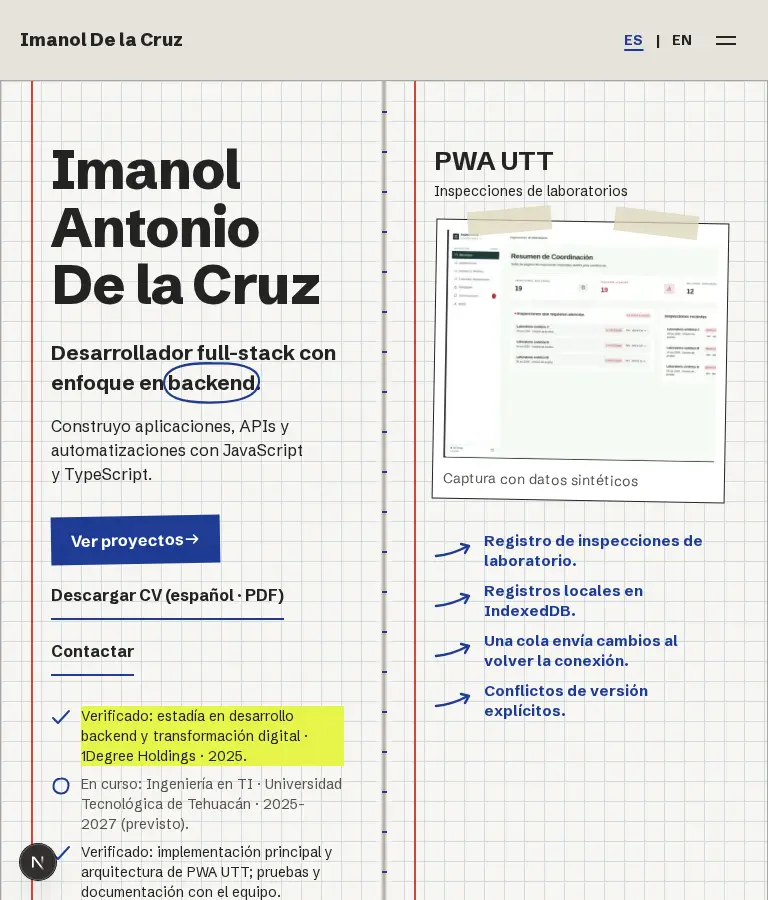 Imanol De la Cruz
ES | EN
Imanol
Antonio
De la Cruz
Desarrollador full-stack con
enfoque en backend.
Construyo aplicaciones, APIs y
automatizaciones con JavaScript
y TypeScript.
Ver proyectos→
Descargar CV (español · PDF)
Contactar
Verificado: estadía en desarrollo
backend y transformación digital ·
1Degree Holdings · 2025.
En curso: Ingeniería en TI · Universidad
Tecnológica de Tehuacán · 2025–
2027 (previsto).
Verificado: implementación principal y
arquitectura de PWA UTT; pruebas y
documentación con el equipo.
N
PWA UTT
Inspecciones de laboratorios
Resumen de Coordinación
19
19
12
Inspecciones recientes
Captura con datos sintéticos
Registro de inspecciones de
laboratorio.
Registros locales en
IndexedDB.
Una cola envía cambios al
volver la conexión.
Conflictos de versión
explícitos.